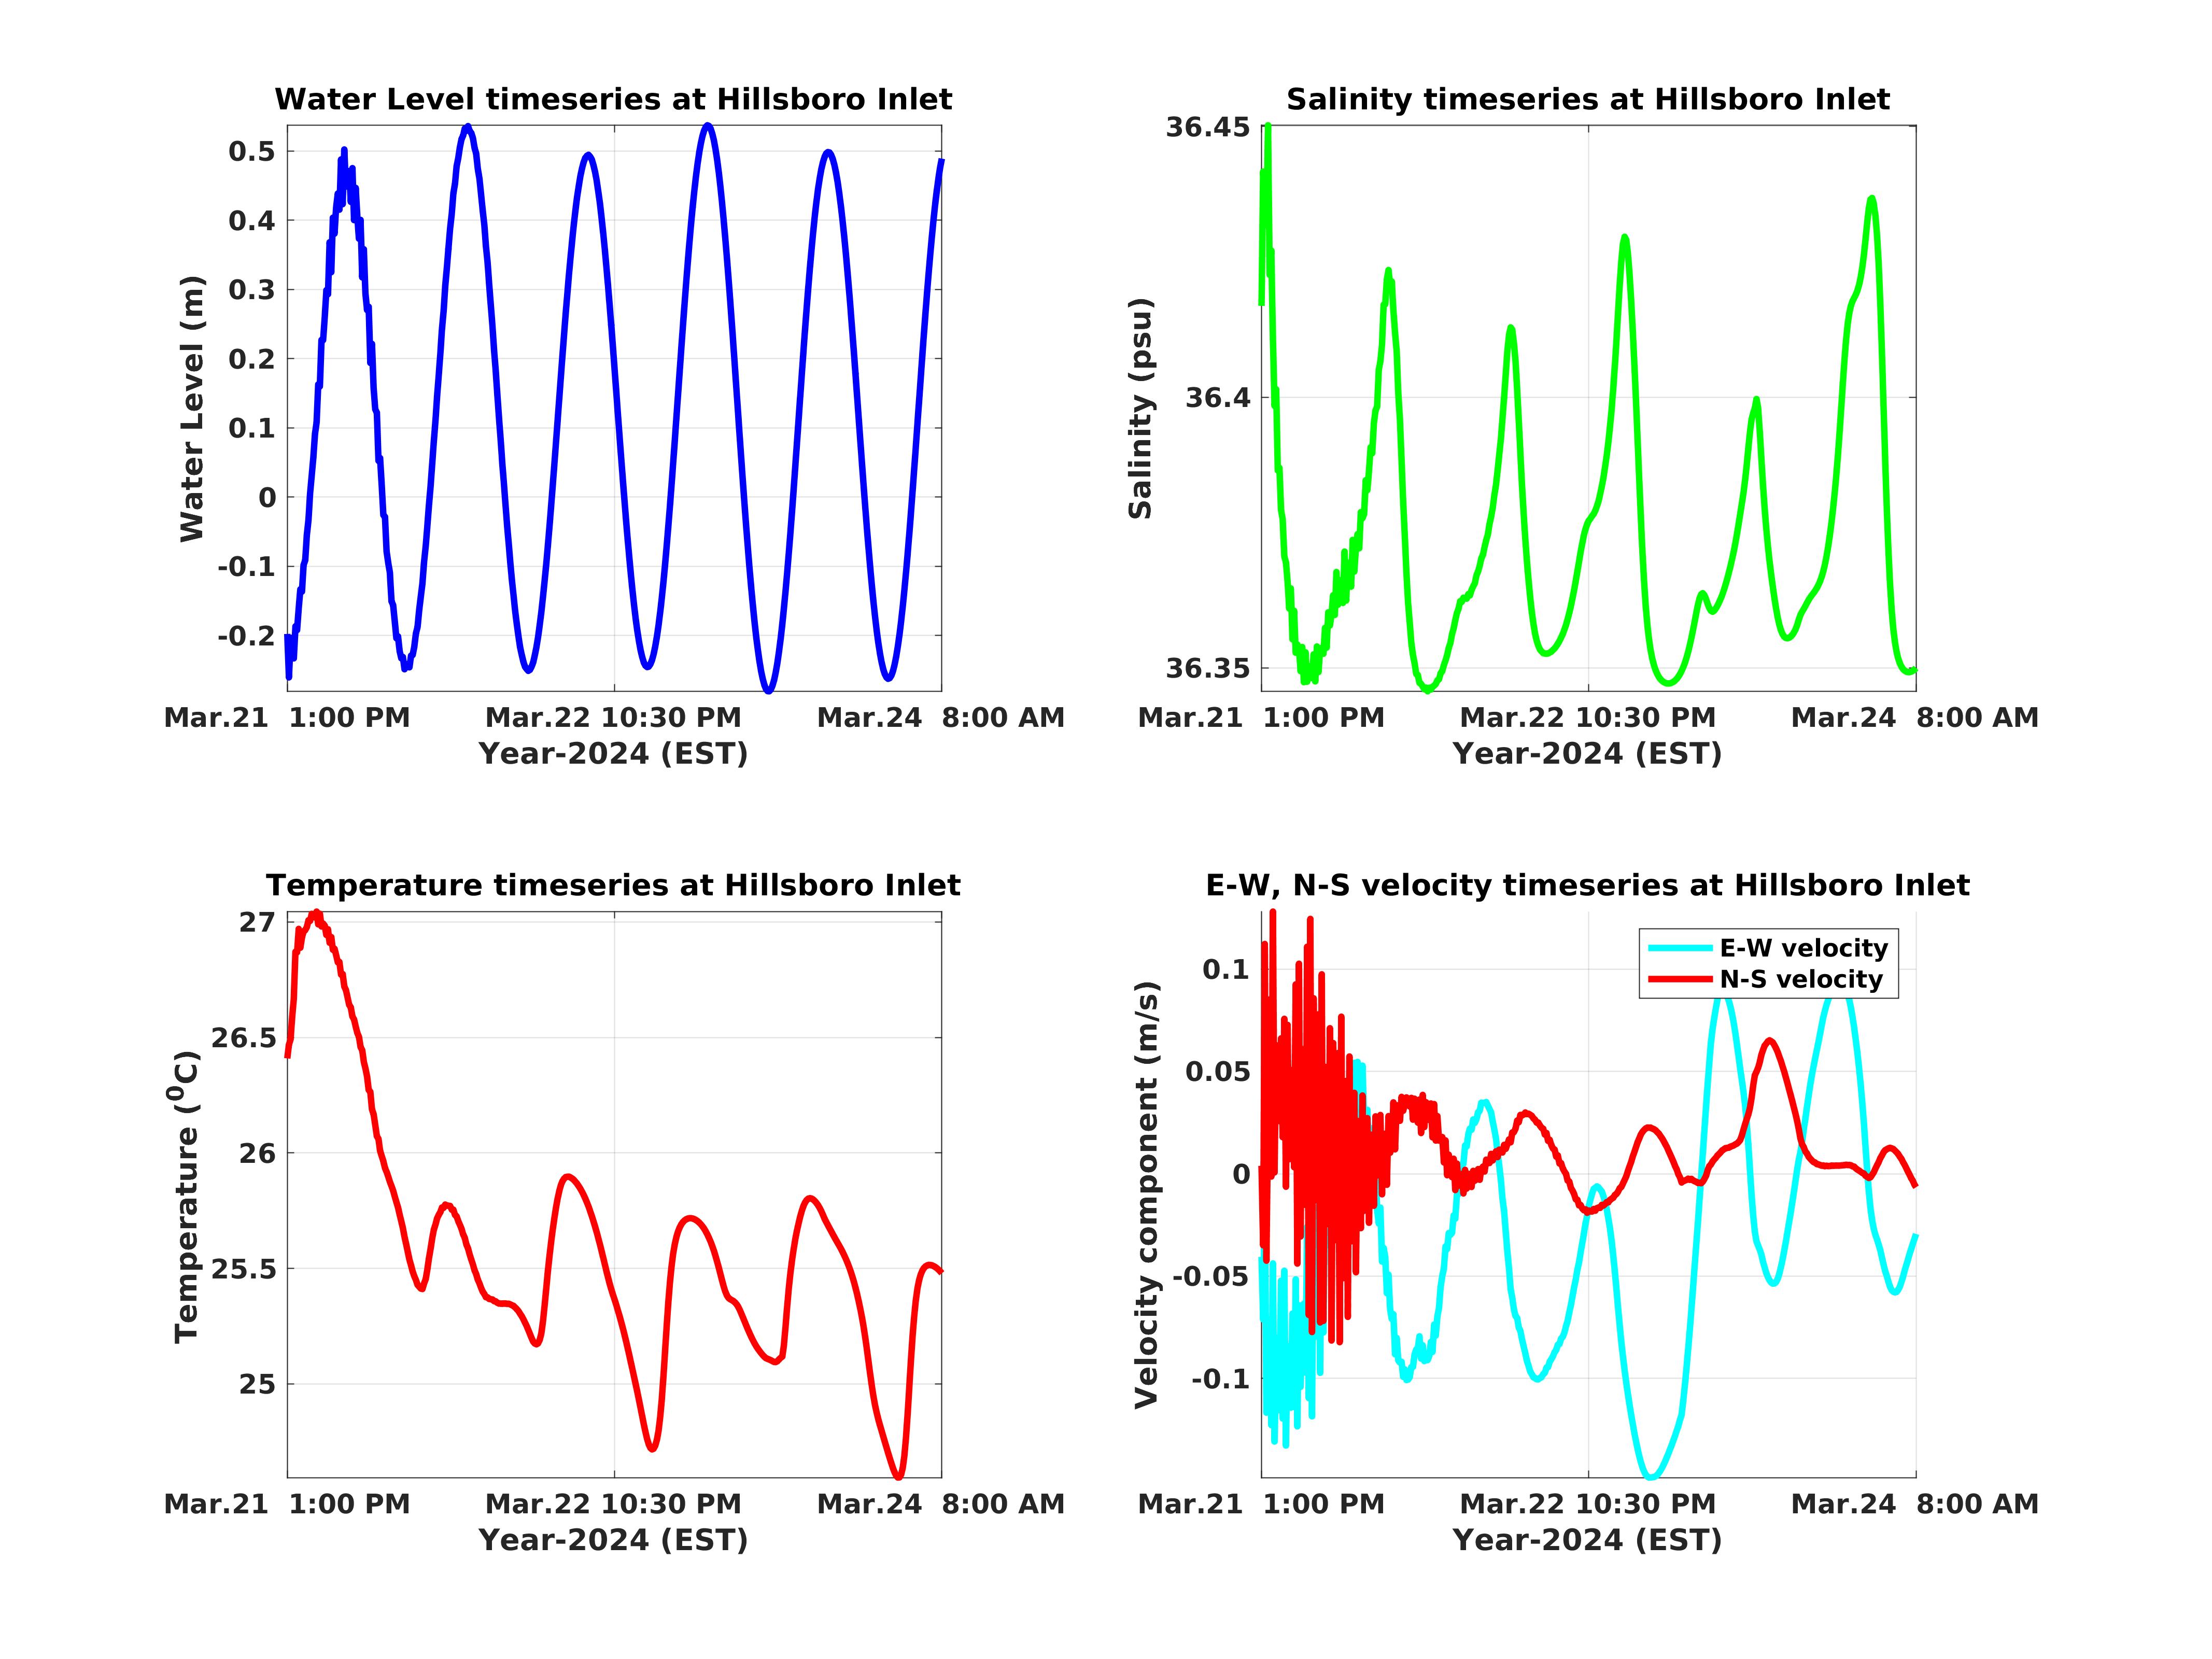 Water Level timeseries at Hillsboro Inlet
Water Level (m)
0.5
0.4
0.3
0.2
0.1
0
-0.1
-0.2
Mar.21 1:00 PM
Mar.22 10:30 PM
Mar.24 8:00 AM
Year-2024 (EST)
Salinity timeseries at Hillsboro Inlet
Salinity (psu)
36.45
36.4
36.35
Mar.21 1:00 PM
Mar.22 10:30 PM
Mar.24 8:00 AM
Year-2024 (EST)
Temperature timeseries at Hillsboro Inlet
Temperature (⁰C)
27
26.5
26
25.5
25
Mar.21 1:00 PM
Mar.22 10:30 PM
Mar.24 8:00 AM
Year-2024 (EST)
E-W, N-S velocity timeseries at Hillsboro Inlet
Velocity component (m/s)
0.1
0.05
0
-0.05
-0.1
E-W velocity
N-S velocity
Mar.21 1:00 PM
Mar.22 10:30 PM
Mar.24 8:00 AM
Year-2024 (EST)